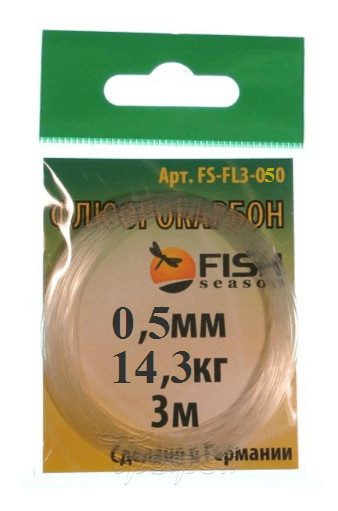 Арт. FS-FL3-050
ФЛЮОРОКАРБОН
FISH
season
0,5мм
14,3кг
3м
Сделано в Германии